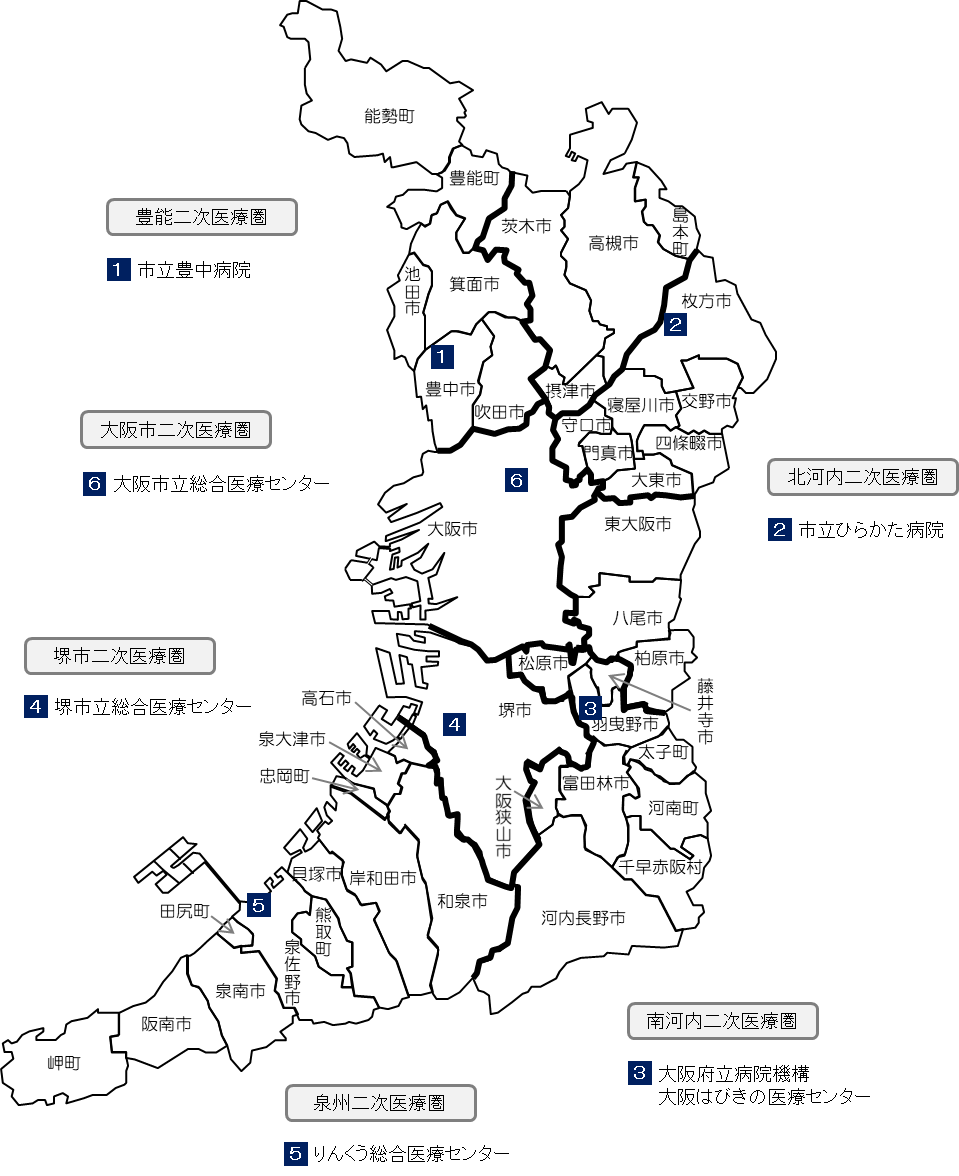 能勢町
豊能町
豊能二次医療圏
1 市立豊中病院
茨木市
高槻市
島本町
池田市
箕面市
枚方市
2
1
豊中市
吹田市
摂津市
寝屋川市
交野市
守口市
門真市
四條畷市
大東市
大阪市二次医療圏
6 大阪市立総合医療センター
6
北河内二次医療圏
2 市立ひらかた病院
大阪市
東大阪市
八尾市
堺市二次医療圏
4 堺市立総合医療センター
松原市
柏原市
藤井寺市
高石市
4
堺市
3
羽曳野市
泉大津市
太子町
忠岡町
大阪狭山市
富田林市
河南町
千早赤阪村
貝塚市
岸和田市
和泉市
河内長野市
5
田尻町
熊取町
泉佐野市
泉南市
阪南市
岬町
南河内二次医療圏
3 大阪府立病院機構
大阪はびきの医療センター
泉州二次医療圏
5 りんくう総合医療センター